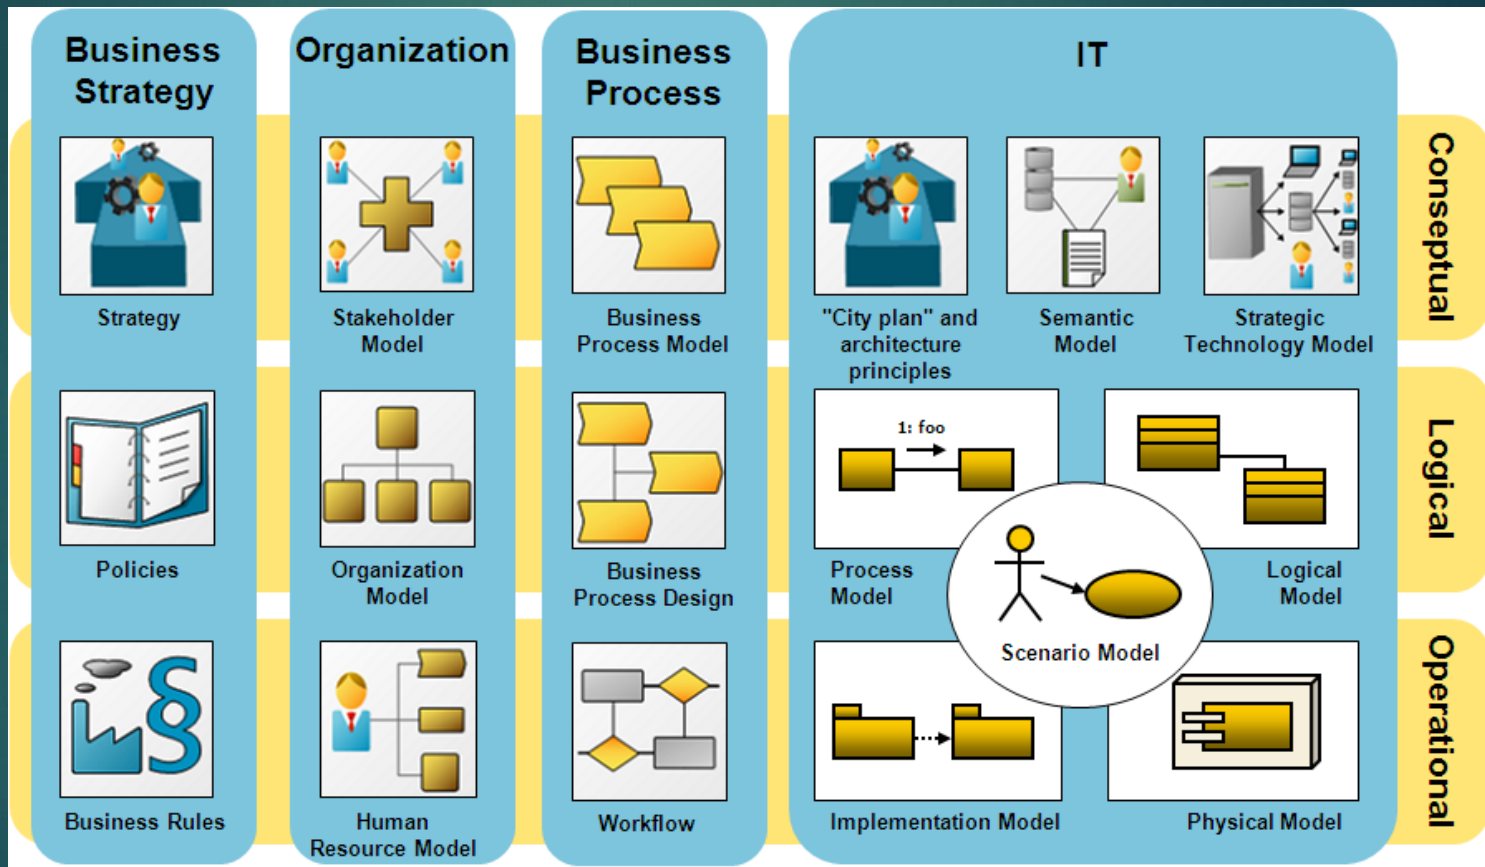 Business
Strategy
Organization
Business
Process
IT
Conseptual
Strategy
Stakeholder
Model
Business
Process Model
"City plan" and
architecture
principles
Semantic
Model
Strategic
Technology Model
Logical
1: foo
Policies
Organization
Model
Business
Process Design
Process
Model
Logical
Model
Scenario Model
Operational
Business Rules
Human
Resource Model
Workflow
Implementation Model
Physical Model